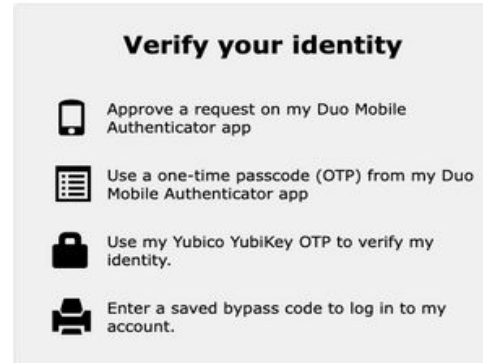 Verify your identity
Approve a request on my Duo Mobile
Authenticator app
Use a one-time passcode (OTP) from my Duo
Mobile Authenticator app
Use my Yubico YubiKey OTP to verify my
identity.
Enter a saved bypass code to log in to my
account.